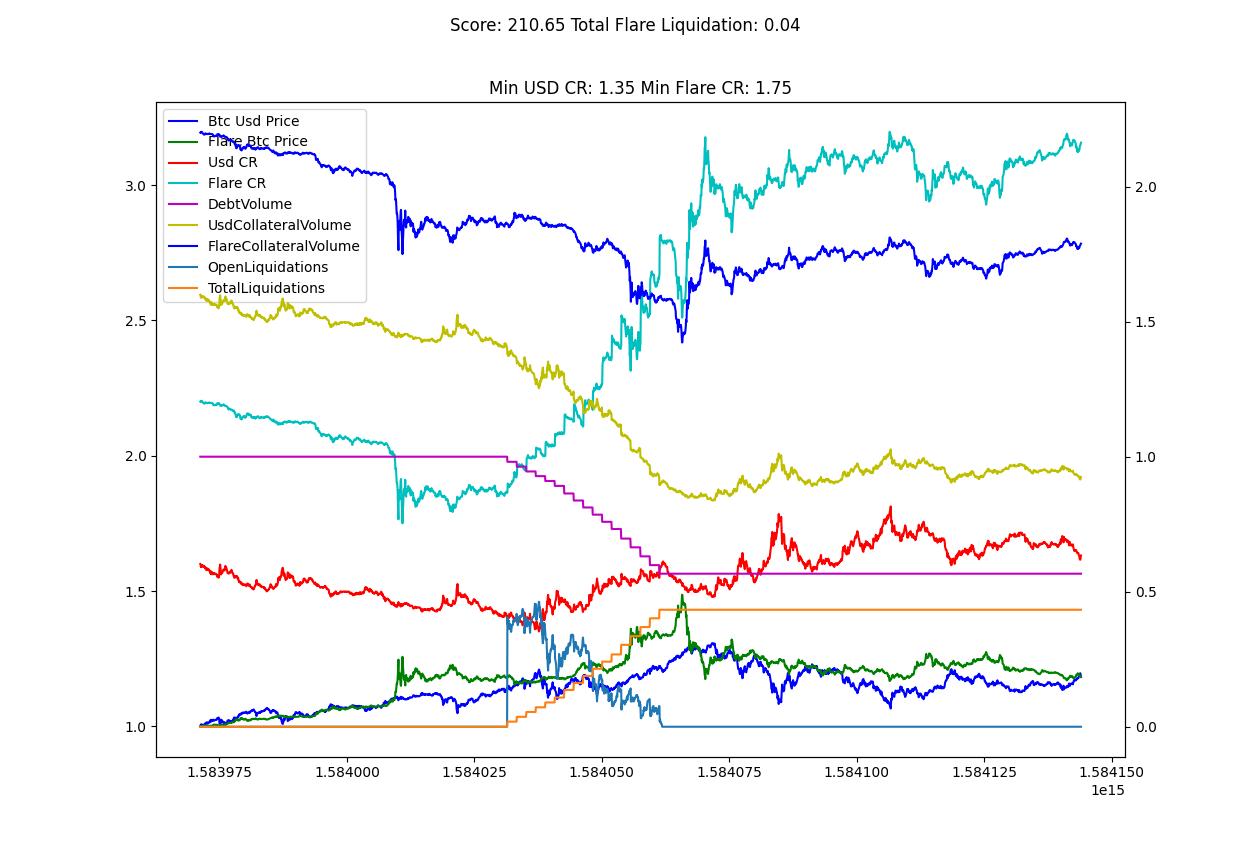 Score: 210.65 Total Flare Liquidation: 0.04
Min USD CR: 1.35 Min Flare CR: 1.75
Btc Usd Price
Flare Btc Price
Usd CR
Flare CR
DebtVolume
UsdCollateralVolume
FlareCollateralVolume
OpenLiquidations
TotalLiquidations
3.0
2.5
2.0
1.5
1.0
2.0
1.5
1.0
0.5
0.0
1.583975 1.584000 1.584025 1.584050 1.584075 1.584100 1.584125 1.584150
1e15